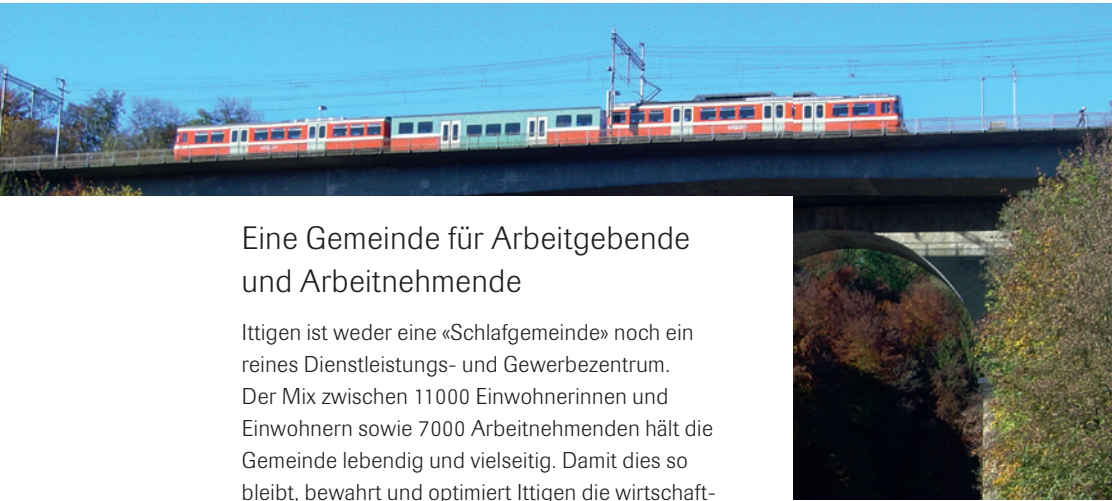 Eine Gemeinde für Arbeitgebende
und Arbeitnehmende
Ittigen ist weder eine «Schlafgemeinde» noch ein
reines Dienstleistungs- und Gewerbezentrum.
Der Mix zwischen 11000 Einwohnerinnen und
Einwohnern sowie 7000 Arbeitnehmenden hält die
Gemeinde lebendig und vielseitig. Damit dies so
bleibt, bewahrt und optimiert Ittigen die wirtschaft-